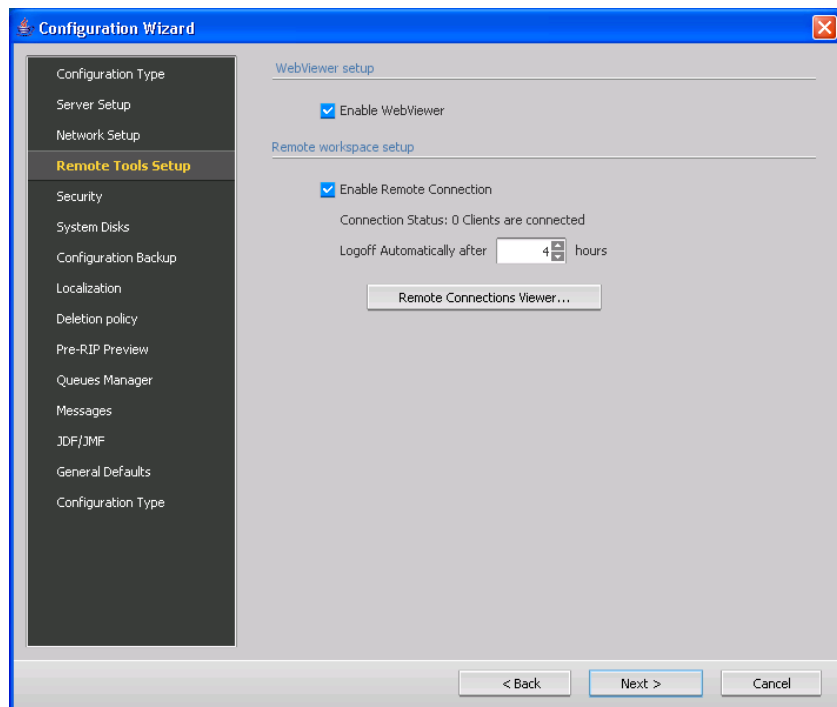 Configuration Wizard
Configuration Type
Server Setup
Network Setup
Remote Tools Setup
Security
System Disks
Configuration Backup
Localization
Deletion policy
Pre-RIP Preview
Queues Manager
Messages
JDF/JMF
General Defaults
Configuration Type
WebViewer setup
Enable WebViewer
Remote workspace setup
Enable Remote Connection
Connection Status: 0 Clients are connected
Logoff Automatically after 4 hours
Remote Connections Viewer...
< Back Next > Cancel